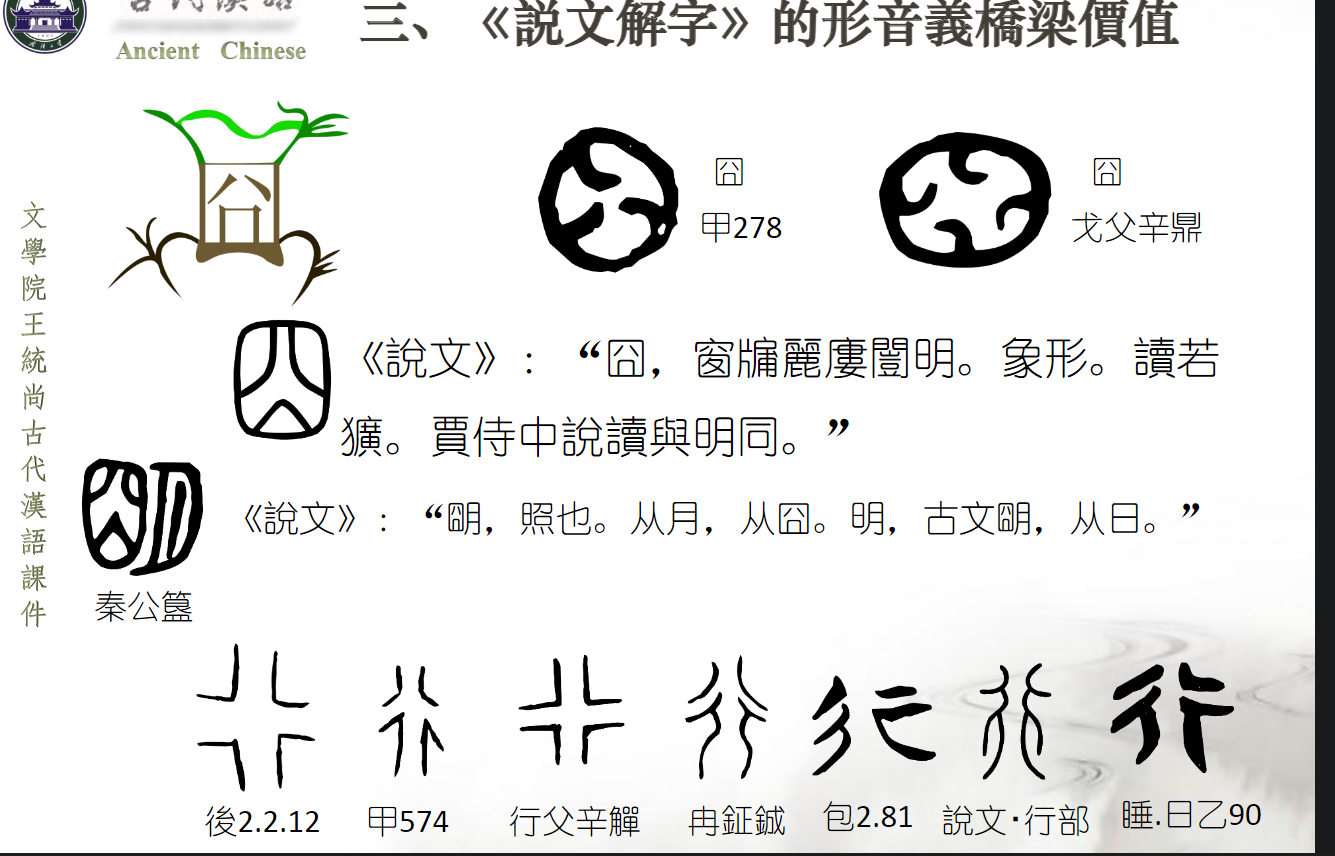 三、《説文解字》的形音義橋梁價值
Ancient Chinese
文學院王統尚古代漢語課件
囧
囧
甲278
囧
戈父辛鼎
《說文》：“囧，窗牖麗廔闓明。象形。讀若
獷。賈侍中說讀與明同。”
《說文》：“朙，照也。从月，从囧。明，古文朙，从日。”
秦公簋
後2.2.12
甲574
行父辛觶
冉鉦鋮
包2.81
說文·行部
睡.日乙90